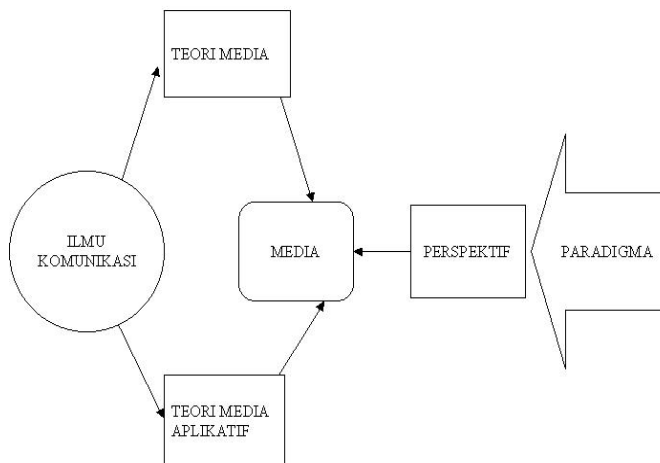 TEORI MEDIA
ILMU
KOMUNIKASI
MEDIA
PERSPEKTIF
PARADIGMA
TEORI MEDIA
APLIKATIF